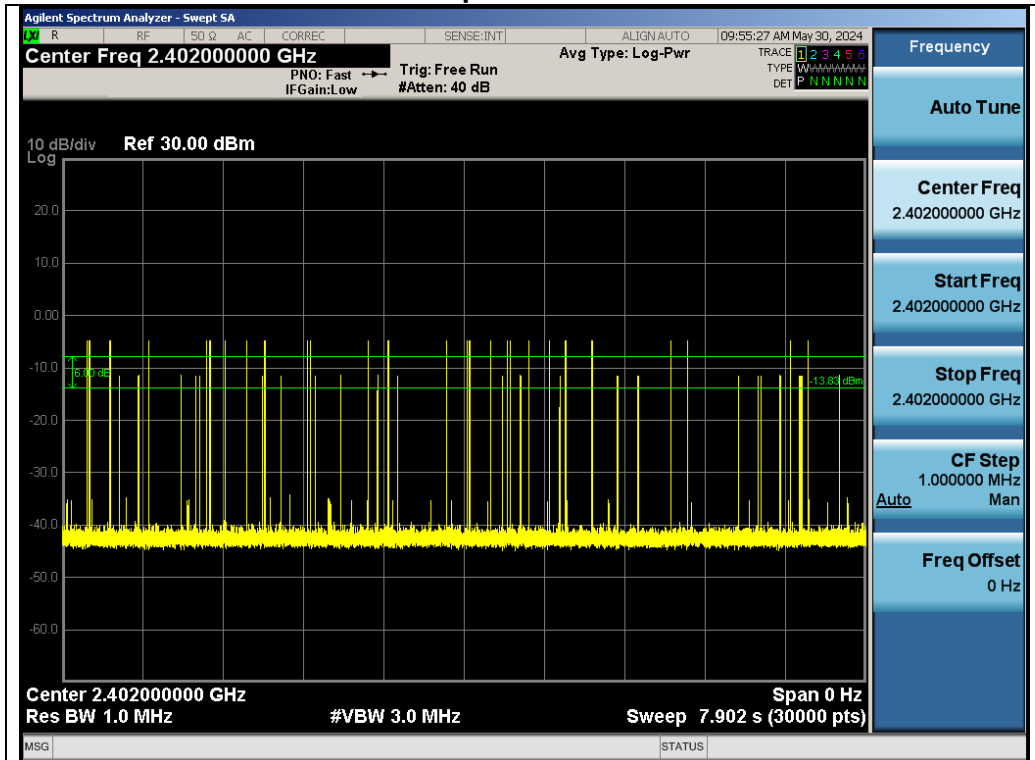 Agilent Spectrum Analyzer - Swept SA
LXI R RF 50 Ω AC CORREC SENSE:INT ALIGN AUTO 09:55:27 AM May 30, 2024
Center Freq 2.402000000 GHz
Avg Type: Log-Pwr
TRACE 1 2 3 4 5 6
PNO: Fast Trig: Free Run
TYPE WWWWWW
IFGain:Low #Atten: 40 dB
DET P N N N N N
10 dB/div Ref 30.00 dBm
Log
20.0
10.0
0.00
-10.0
6.00 dB
-13.83 dBm
-20.0
-30.0
-40.0
-50.0
-60.0
Center 2.402000000 GHz Span 0 Hz
Res BW 1.0 MHz #VBW 3.0 MHz Sweep 7.902 s (30000 pts)
MSG STATUS
Frequency
Auto Tune
Center Freq
2.402000000 GHz
Start Freq
2.402000000 GHz
Stop Freq
2.402000000 GHz
CF Step
1.000000 MHz
Auto Man
Freq Offset
0 Hz